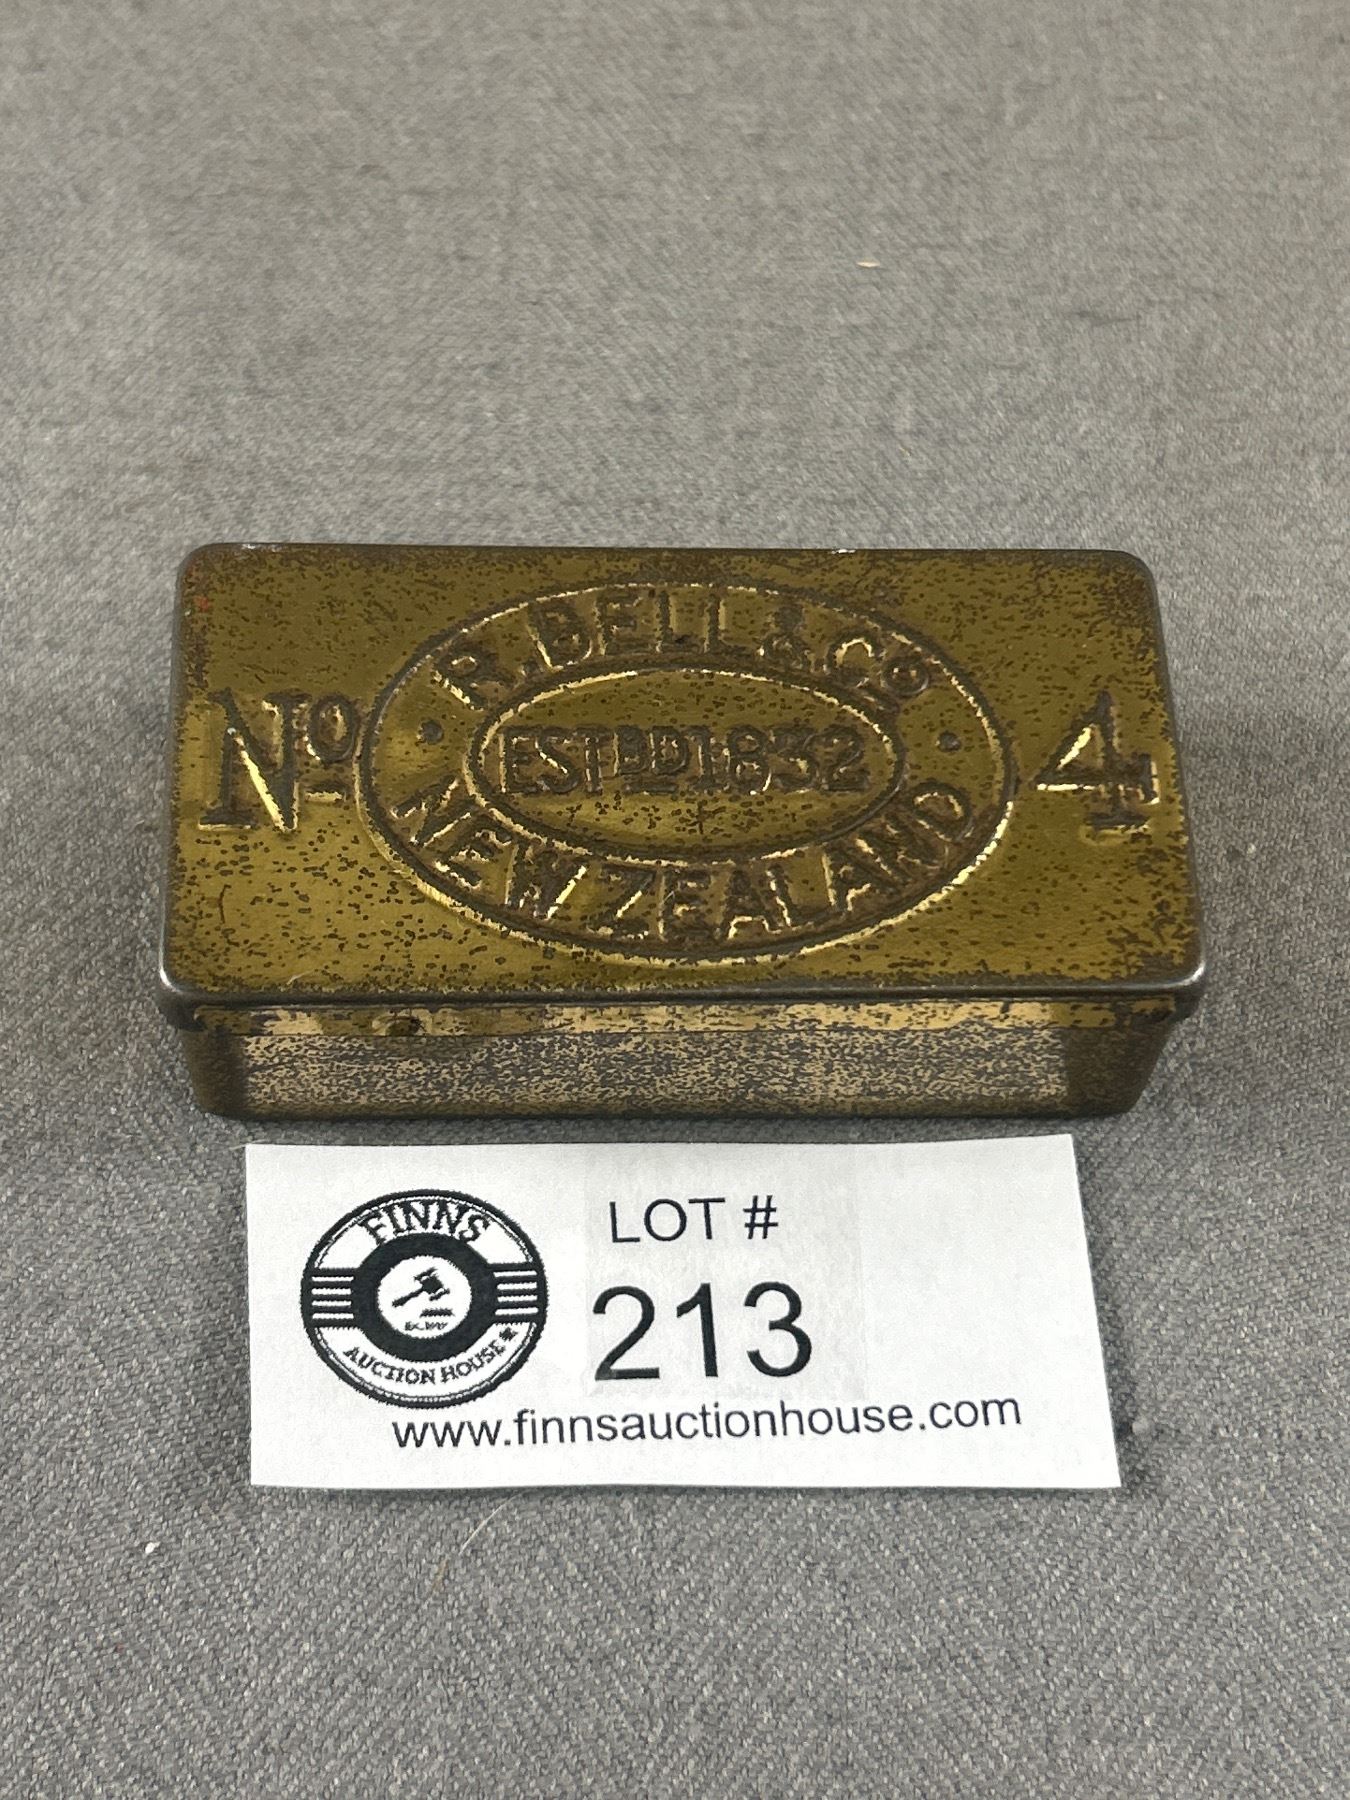 R. BELL & Co
No ESTBD 1832 4
NEW ZEALAND
FINNS
AUCTION HOUSE
LOT #
213
www.finnsauctionhouse.com